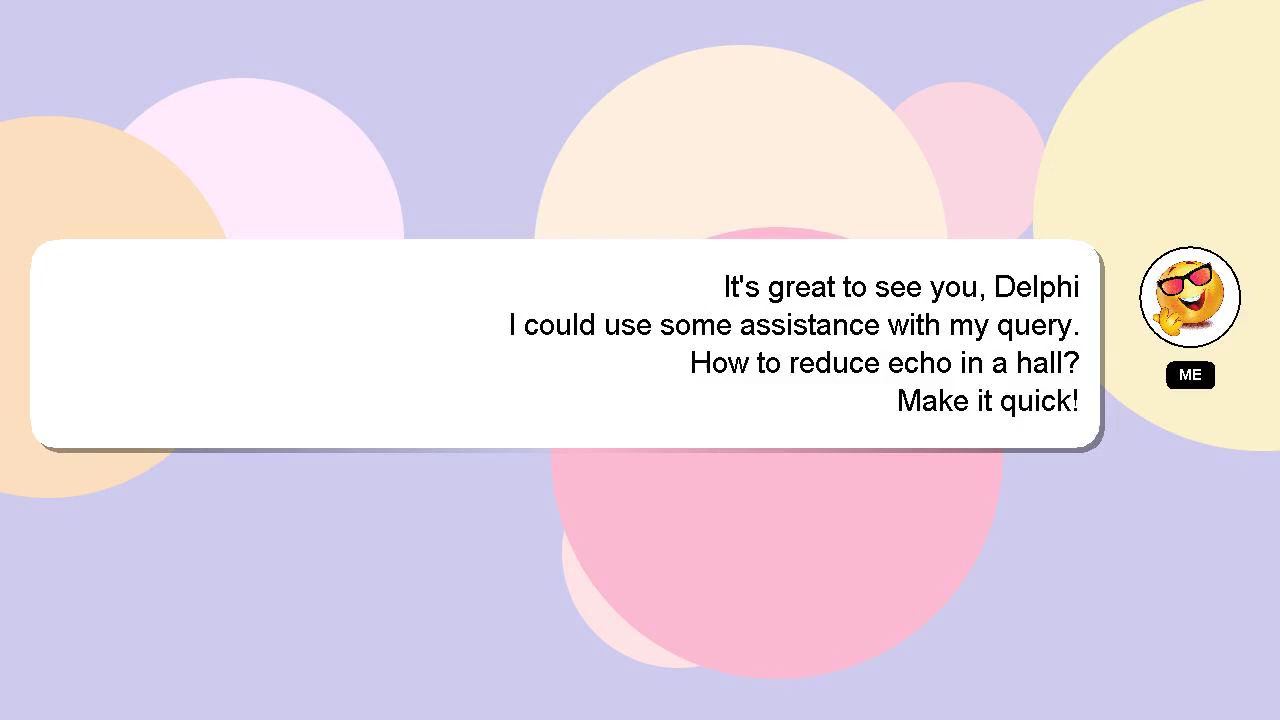 It's great to see you, Delphi
I could use some assistance with my query.
How to reduce echo in a hall?
Make it quick!
ME